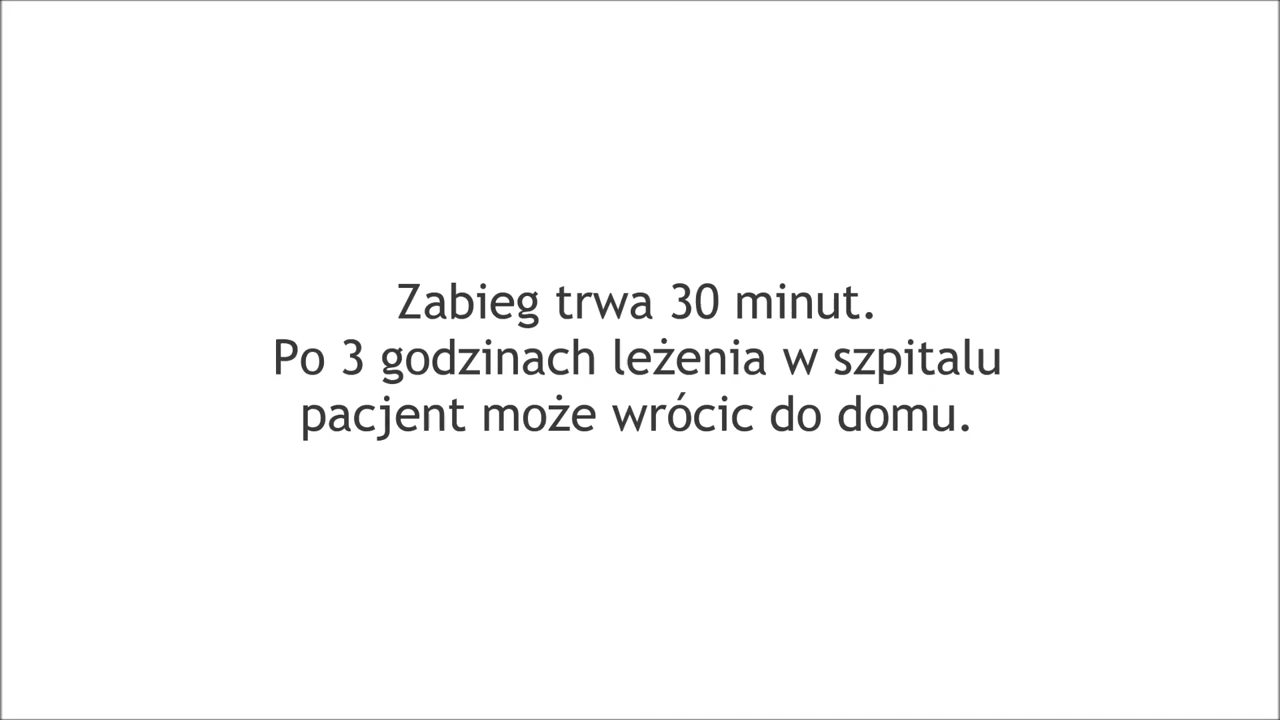 Zabieg trwa 30 minut.
Po 3 godzinach leżenia w szpitalu
pacjent może wrócic do domu.